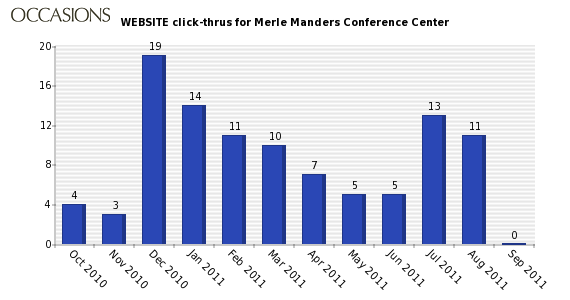 OCCASIONS
WEBSITE click-thrus for Merle Manders Conference Center
20
16
12
8
4
0
4
3
19
14
11
10
7
5
5
13
11
0
Oct 2010
Nov 2010
Dec 2010
Jan 2011
Feb 2011
Mar 2011
Apr 2011
May 2011
Jun 2011
Jul 2011
Aug 2011
Sep 2011